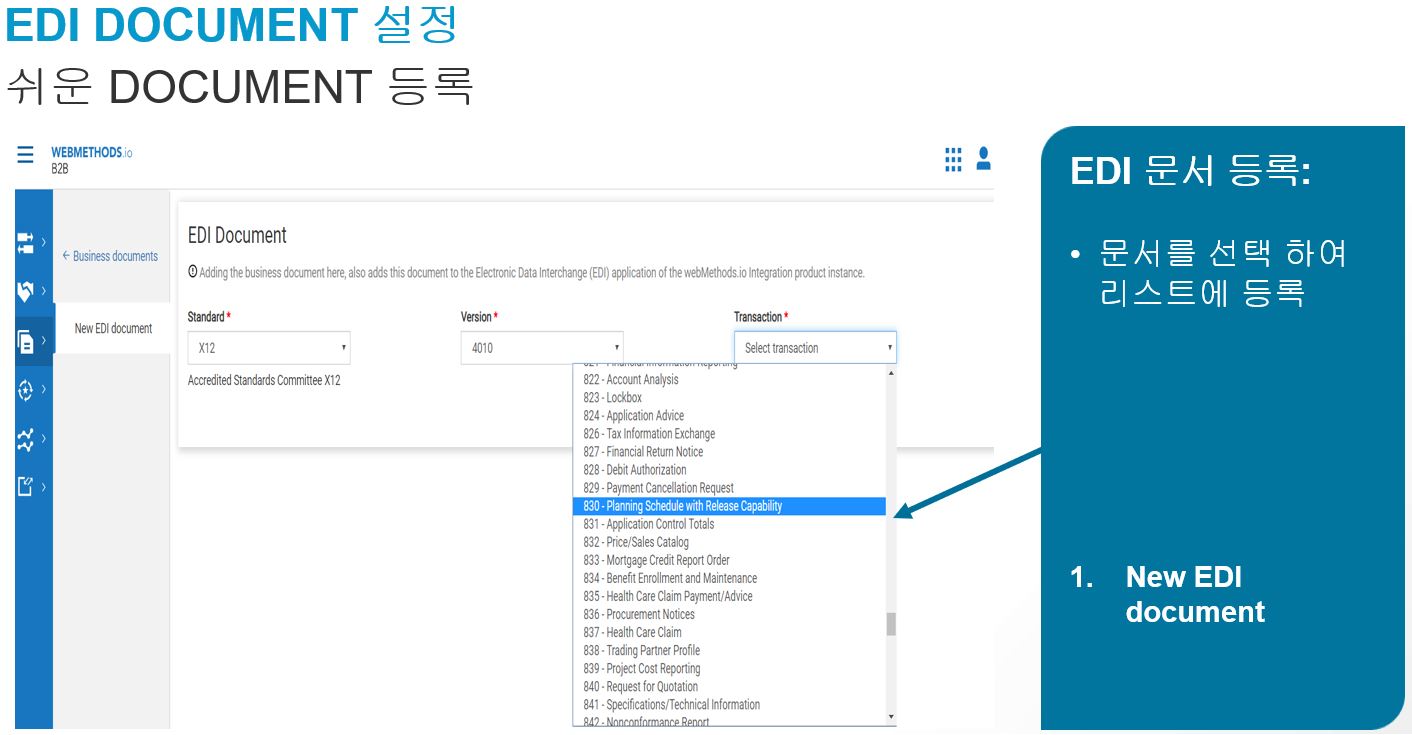 EDI DOCUMENT 설정
쉬운 DOCUMENT 등록
WEBMETHODS.io
B2B
← Business documents
New EDI document
EDI Document
Adding the business document here, also adds this document to the Electronic Data Interchange (EDI) application of the webMethods.io Integration product instance.
Standard * Version * Transaction *
X12 4010 Select transaction
Accredited Standards Committee X12
821 - Financial Information Reporting
822 - Account Analysis
823 - Lockbox
824 - Application Advice
826 - Tax Information Exchange
827 - Financial Return Notice
828 - Debit Authorization
829 - Payment Cancellation Request
830 - Planning Schedule with Release Capability
831 - Application Control Totals
832 - Price/Sales Catalog
833 - Mortgage Credit Report Order
834 - Benefit Enrollment and Maintenance
835 - Health Care Claim Payment/Advice
836 - Procurement Notices
837 - Health Care Claim
838 - Trading Partner Profile
839 - Project Cost Reporting
840 - Request for Quotation
841 - Specifications/Technical Information
842 - Nonconformance Report
EDI 문서 등록:
• 문서를 선택 하여
리스트에 등록
1. New EDI
document